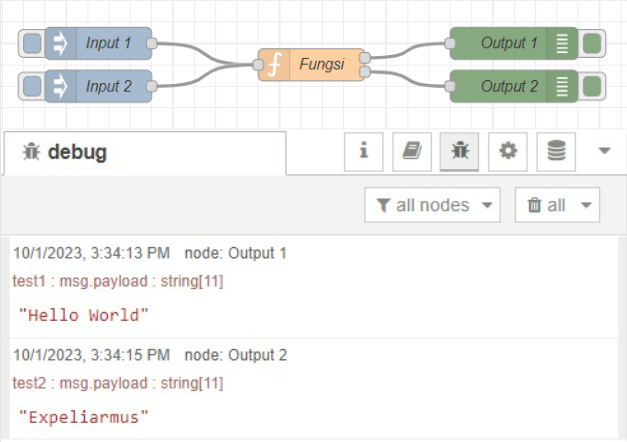 Input 1
Output 1
Fungsi
Input 2
Output 2
debug
all nodes
all
10/1/2023, 3:34:13 PM node: Output 1
test1 : msg.payload : string[11]
"Hello World"
10/1/2023, 3:34:15 PM node: Output 2
test2 : msg.payload : string[11]
"Expeliarmus"